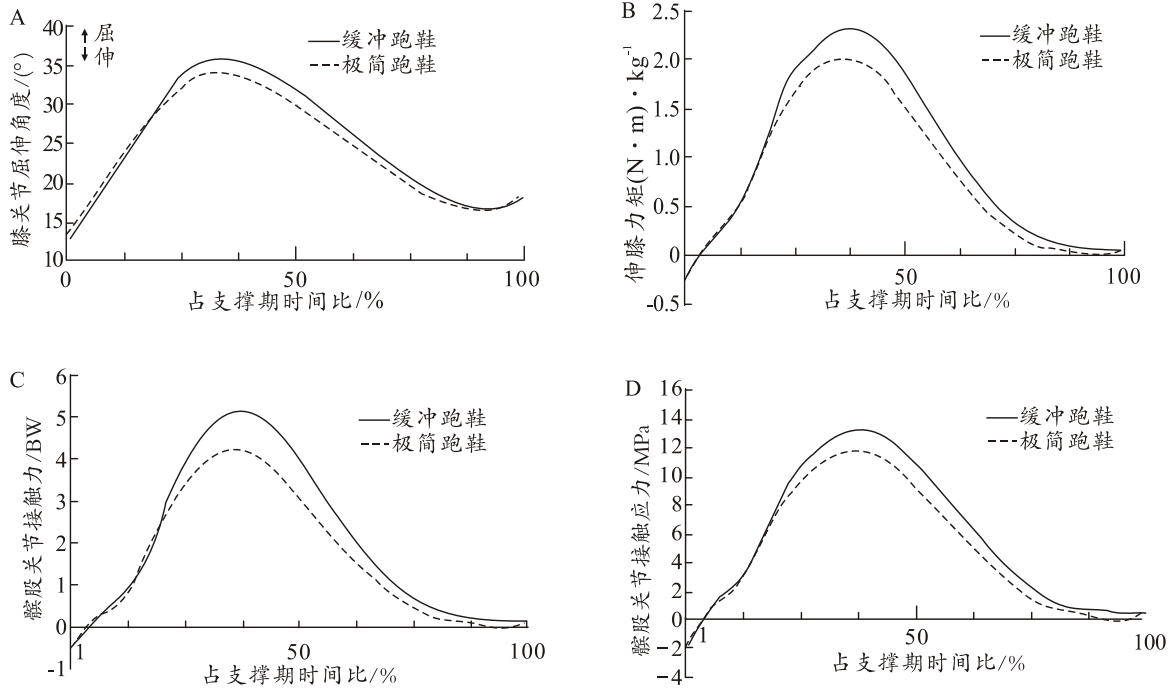 A
屈
伸
缓冲跑鞋
极简跑鞋
膝关节屈伸角度/(°)
40
35
30
25
20
15
10
0
50
100
占支撑期时间比/%
B
缓冲跑鞋
极简跑鞋
伸膝力矩(N·m)·kg⁻¹
2.5
2.0
1.5
1.0
0.5
0
-0.5
50
100
占支撑期时间比/%
C
缓冲跑鞋
极简跑鞋
髌股关节接触力/BW
6
5
4
3
2
1
0
-1
1
50
100
占支撑期时间比/%
D
缓冲跑鞋
极简跑鞋
髌股关节接触应力/MPa
16
14
12
10
8
6
4
2
0
−2
−4
1
50
100
占支撑期时间比/%